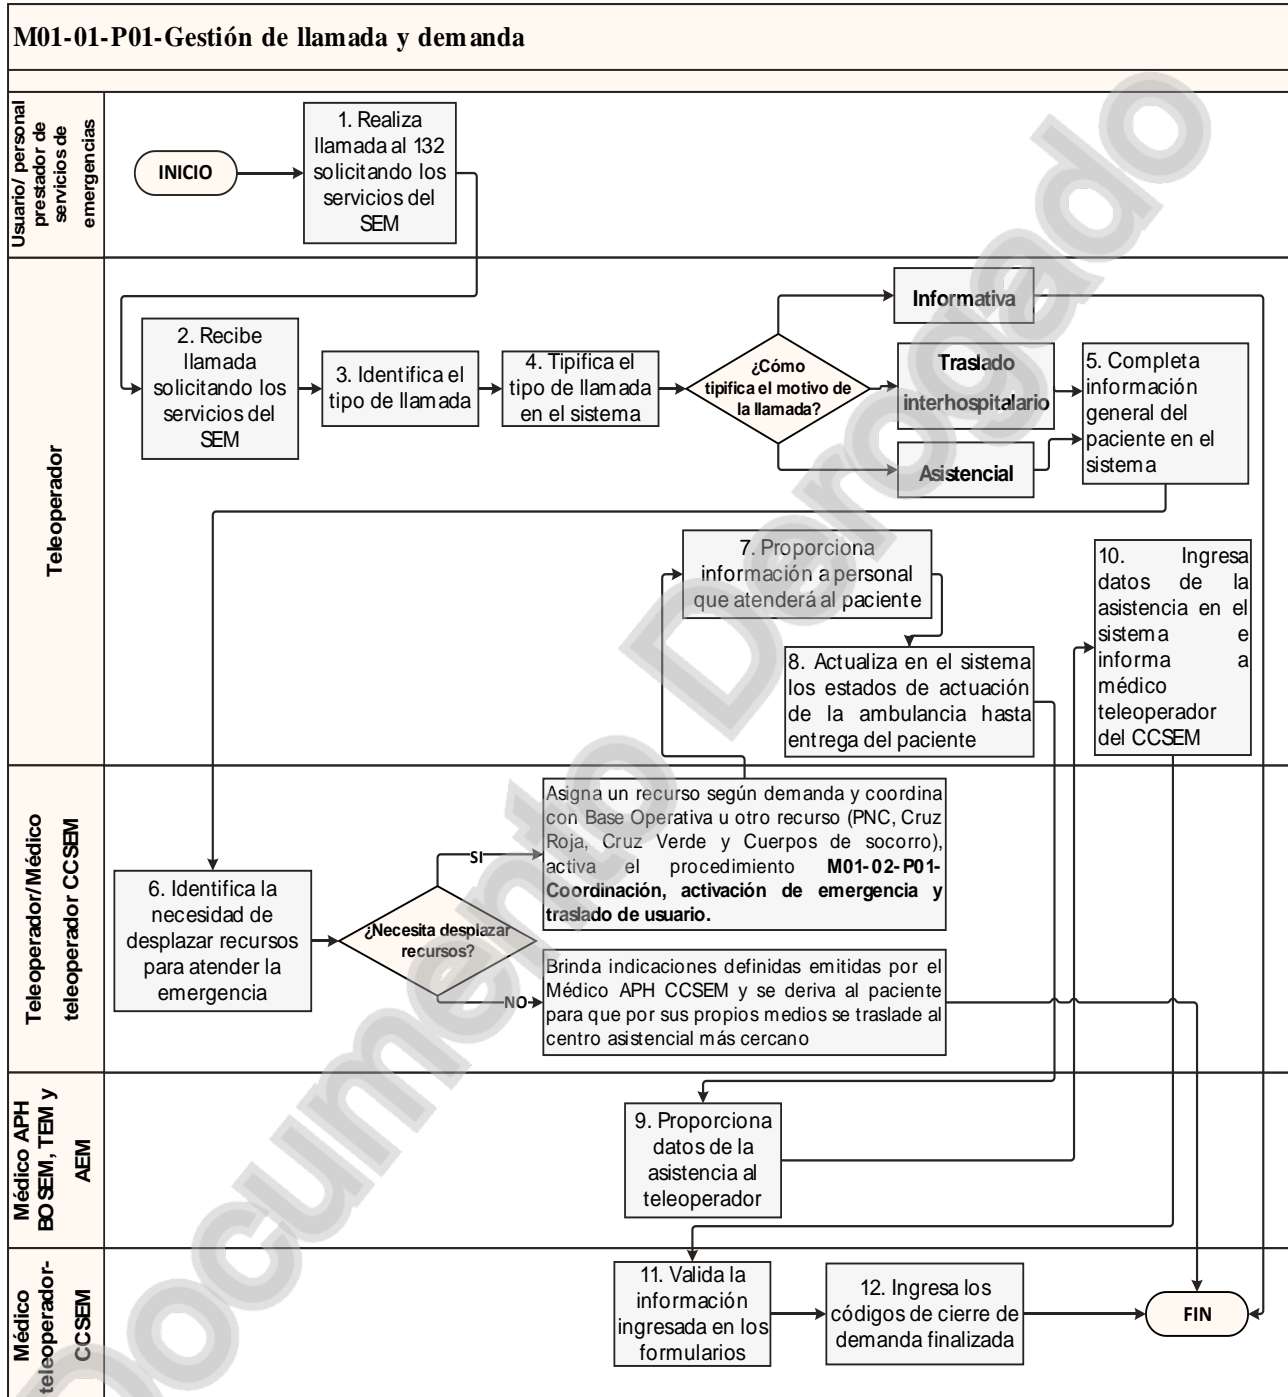 M01-01-P01-Gestión de llamada y demanda
Usuario/ personal
prestador de
servicios de
emergencias
INICIO
1. Realiza
llamada al 132
solicitando los
servicios del
SEM
Teleoperador
2. Recibe
llamada
solicitando los
servicios del
SEM
3. Identifica el
tipo de llamada
4. Tipifica el
tipo de llamada
en el sistema
¿Cómo
tipifica el motivo de
la llamada?
Informativa
Traslado
interhospitalario
Asistencial
5. Completa
información
general del
paciente en el
sistema
7. Proporciona
información a personal
que atenderá al paciente
8. Actualiza en el sistema
los estados de actuación
de la ambulancia hasta
entrega del paciente
10. Ingresa
datos de la
asistencia en el
sistema e
informa a
médico
teleoperador
del CCSEM
Teleoperador/Médico
teleoperador CCSEM
6. Identifica la
necesidad de
desplazar recursos
para atender la
emergencia
¿Necesita desplazar
recursos?
SI
Asigna un recurso según demanda y coordina
con Base Operativa u otro recurso (PNC, Cruz
Roja, Cruz Verde y Cuerpos de socorro),
activa el procedimiento M01-02-P01-
Coordinación, activación de emergencia y
traslado de usuario.
NO
Brinda indicaciones definidas emitidas por el
Médico APH CCSEM y se deriva al paciente
para que por sus propios medios se traslade al
centro asistencial más cercano
Médico APH
BOSEM, TEM y
AEM
9. Proporciona
datos de la
asistencia al
teleoperador
Médico
teleoperador-
CCSEM
11. Valida la
información
ingresada en los
formularios
12. Ingresa los
códigos de cierre de
demanda finalizada
FIN
Documento Derogado